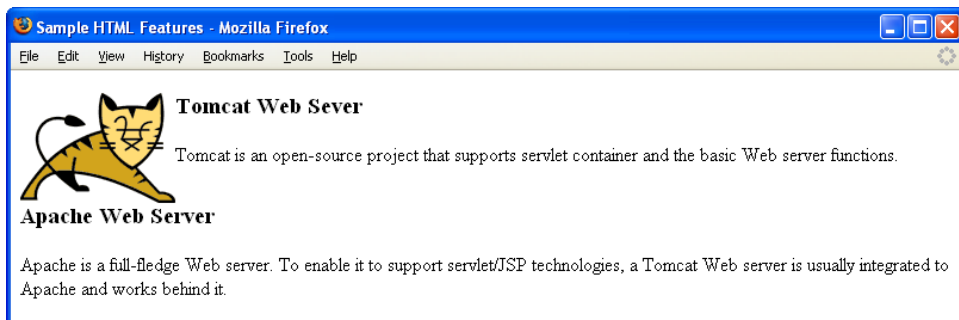 Sample HTML Features - Mozilla Firefox
File Edit View History Bookmarks Tools Help
Tomcat Web Sever
Tomcat is an open-source project that supports servlet container and the basic Web server functions.
Apache Web Server
Apache is a full-fledge Web server. To enable it to support servlet/JSP technologies, a Tomcat Web server is usually integrated to
Apache and works behind it.